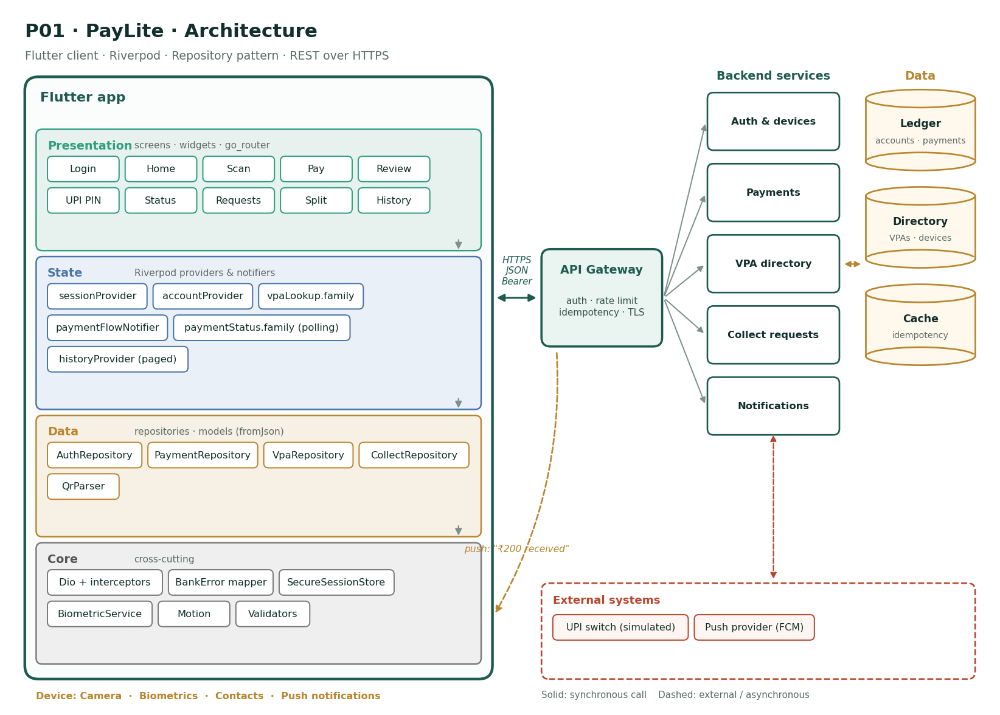 P01 · PayLite · Architecture
Flutter client · Riverpod · Repository pattern · REST over HTTPS
Flutter app
Presentation screens · widgets · go_router
Login Home Scan Pay Review
UPI PIN Status Requests Split History
State Riverpod providers & notifiers
sessionProvider accountProvider vpaLookup.family
paymentFlowNotifier paymentStatus.family (polling)
historyProvider (paged)
Data repositories · models (fromJson)
AuthRepository PaymentRepository VpaRepository CollectRepository
QrParser
Core cross-cutting
Dio + interceptors BankError mapper SecureSessionStore
BiometricService Motion Validators
Device: Camera · Biometrics · Contacts · Push notifications
HTTPS
JSON
Bearer
API Gateway
auth · rate limit
idempotency · TLS
push: "₹200 received"
Backend services
Auth & devices
Payments
VPA directory
Collect requests
Notifications
Data
Ledger
accounts · payments
Directory
VPAs · devices
Cache
idempotency
External systems
UPI switch (simulated) Push provider (FCM)
Solid: synchronous call Dashed: external / asynchronous